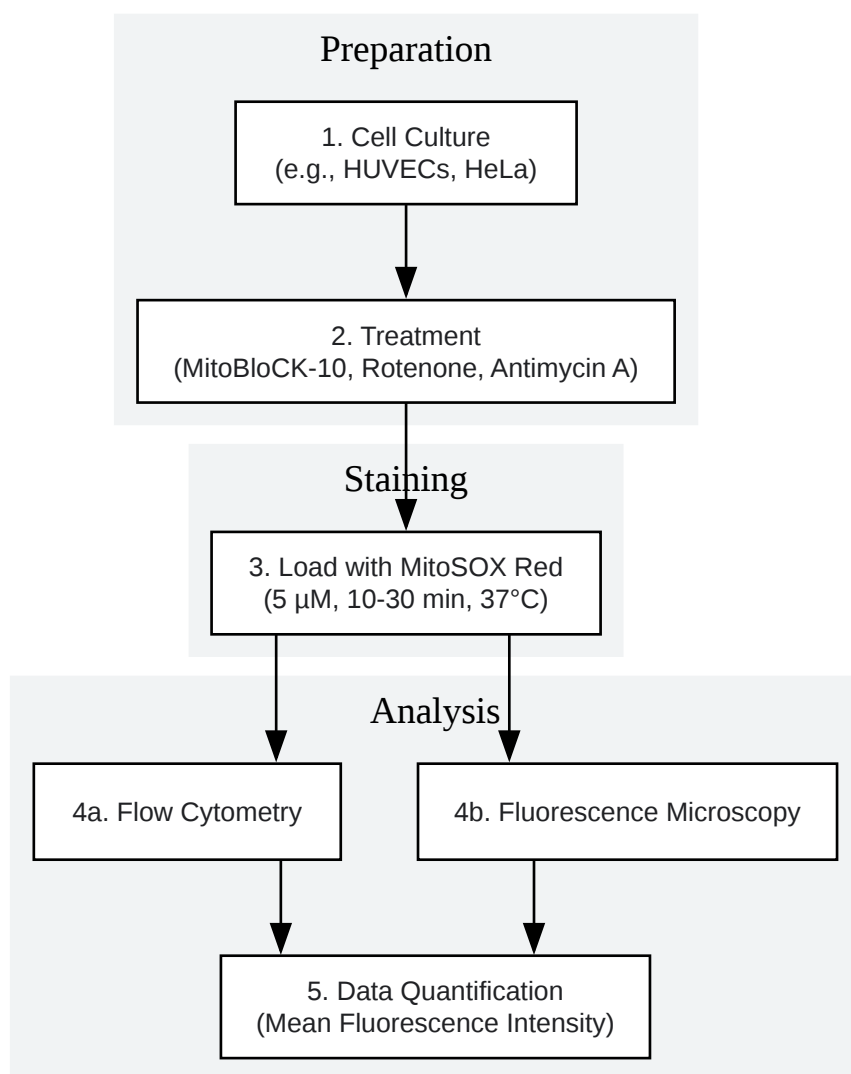 Preparation
1. Cell Culture
(e.g., HUVECs, HeLa)
2. Treatment
(MitoBloCK-10, Rotenone, Antimycin A)
Staining
3. Load with MitoSOX Red
(5 µM, 10-30 min, 37°C)
Analysis
4a. Flow Cytometry
4b. Fluorescence Microscopy
5. Data Quantification
(Mean Fluorescence Intensity)